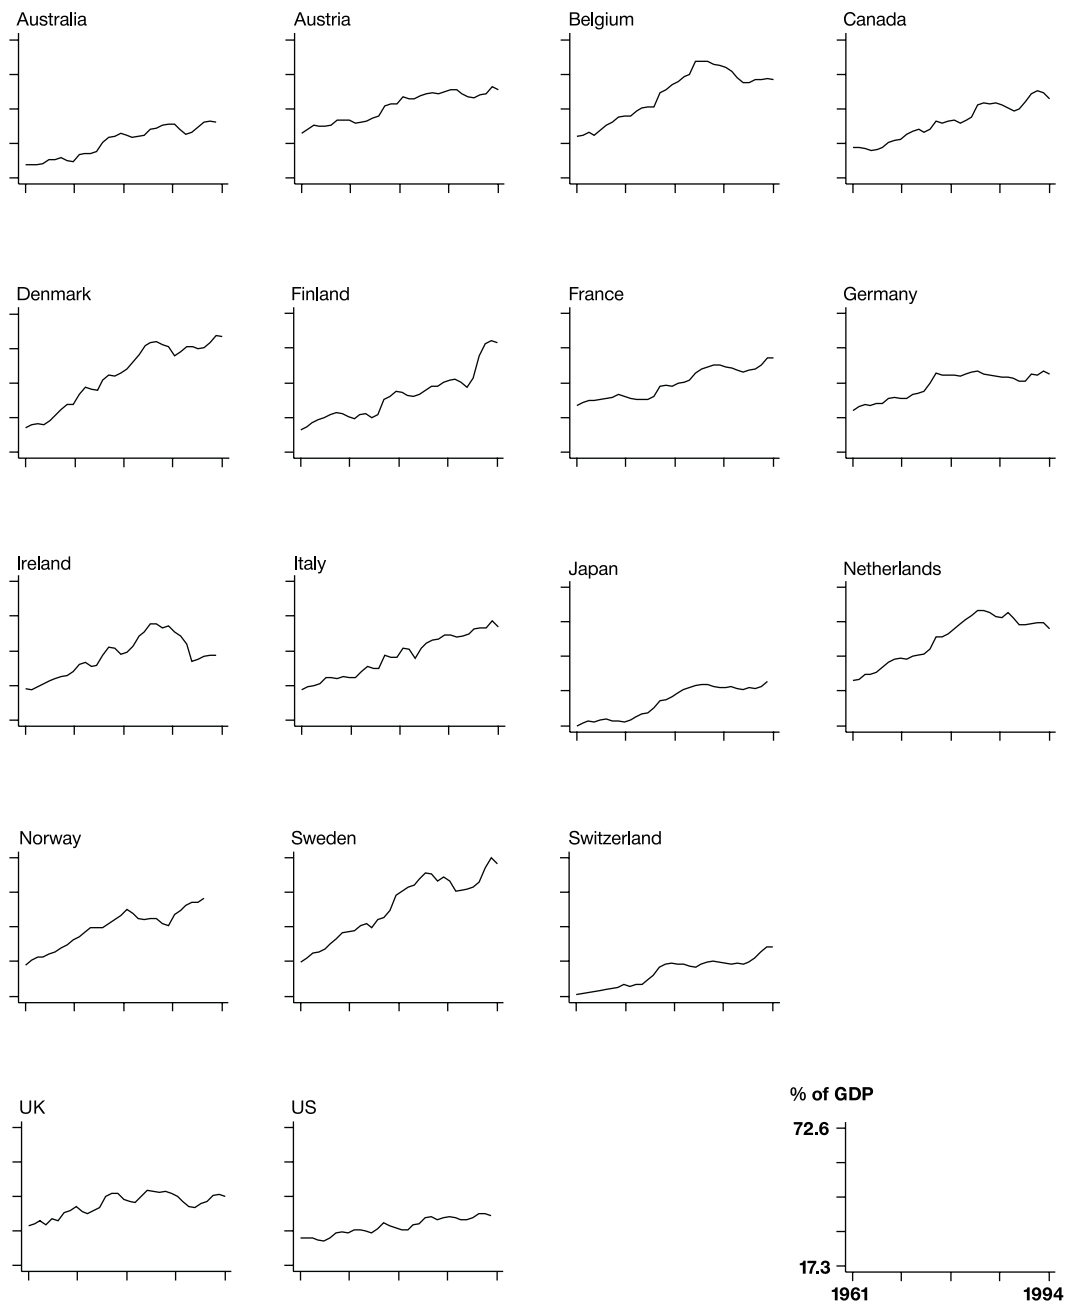 Australia
Austria
Belgium
Canada
Denmark
Finland
France
Germany
Ireland
Italy
Japan
Netherlands
Norway
Sweden
Switzerland
UK
US
% of GDP
72.6
17.3
1961
1994